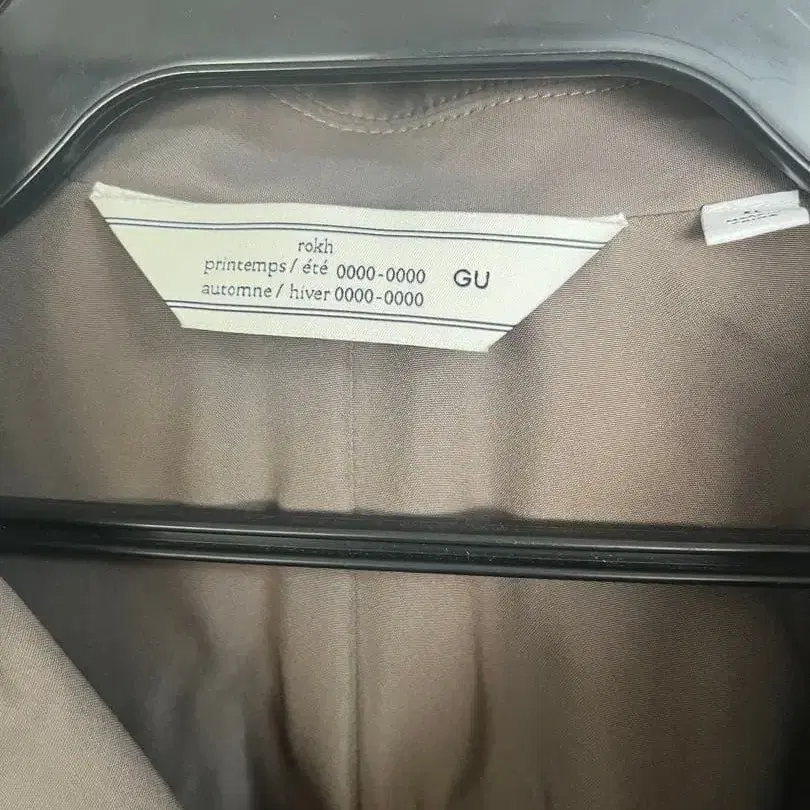 rokh
printemps / été 0000-0000 GU
automne / hiver 0000-0000